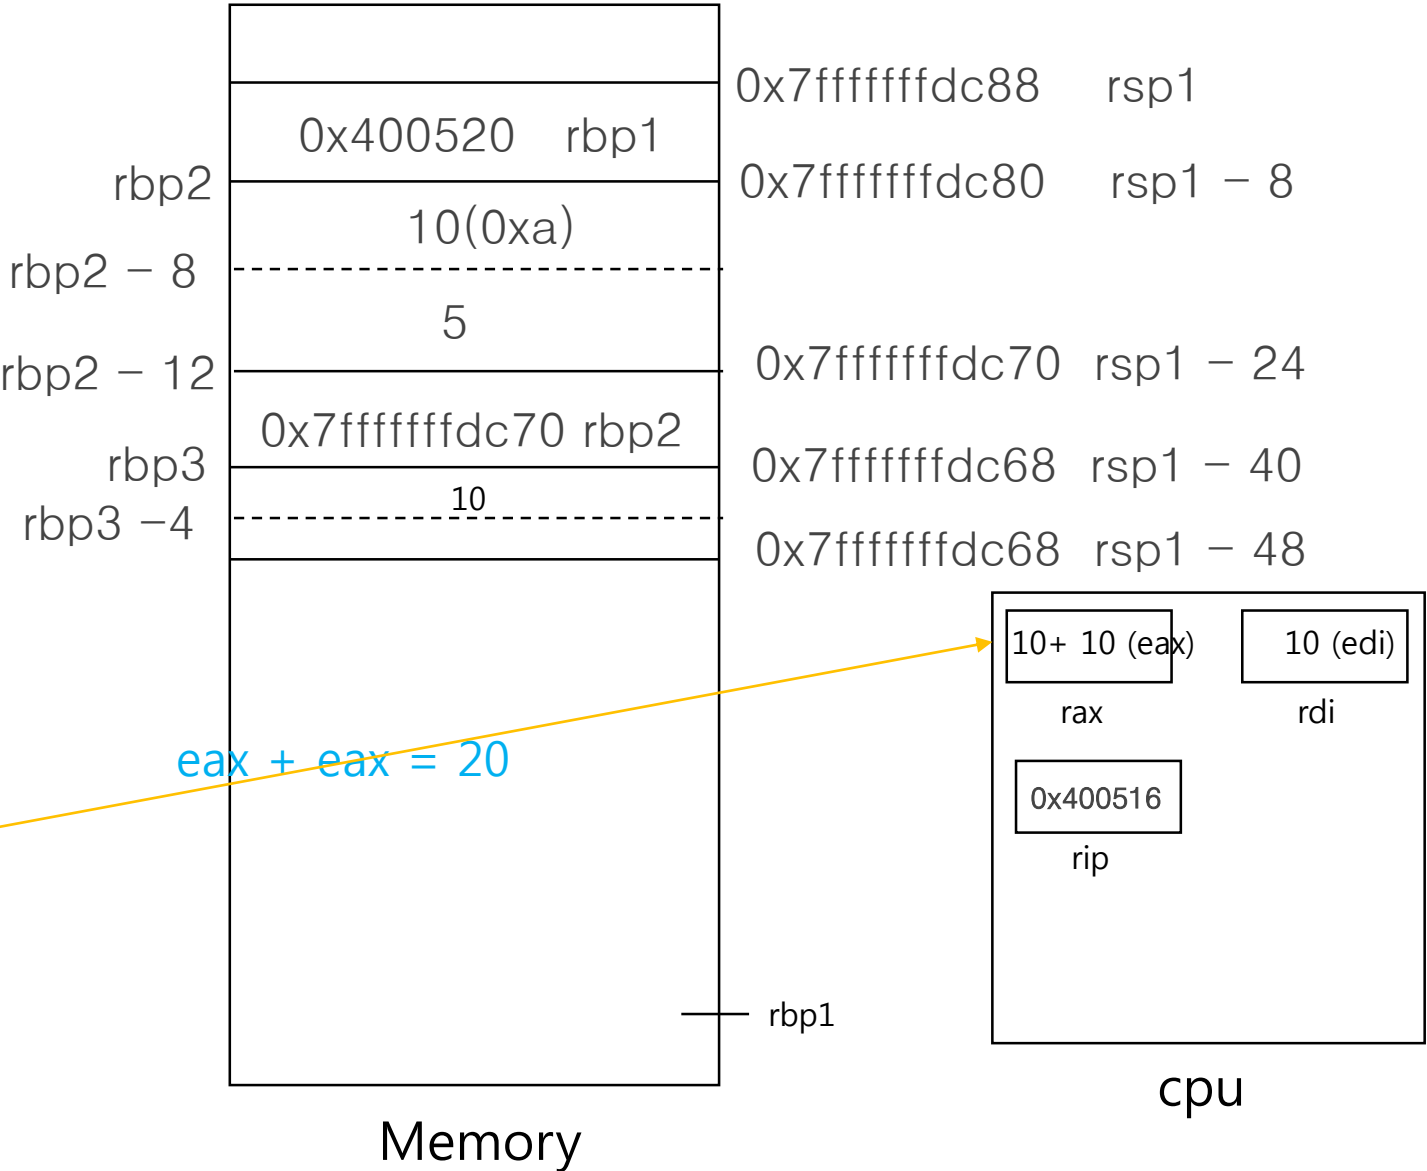 0x7fffffffdc88 rsp1
0x400520 rbp1
rbp2 0x7fffffffdc80 rsp1 - 8
10(0xa)
rbp2 - 8
5
rbp2 - 12 0x7fffffffdc70 rsp1 - 24
0x7fffffffdc70 rbp2
rbp3 0x7fffffffdc68 rsp1 - 40
10
rbp3 -4
0x7fffffffdc68 rsp1 - 48
10+ 10 (eax) 10 (edi)
rax rdi
eax + eax = 20
0x400516
rip
rbp1
cpu
Memory